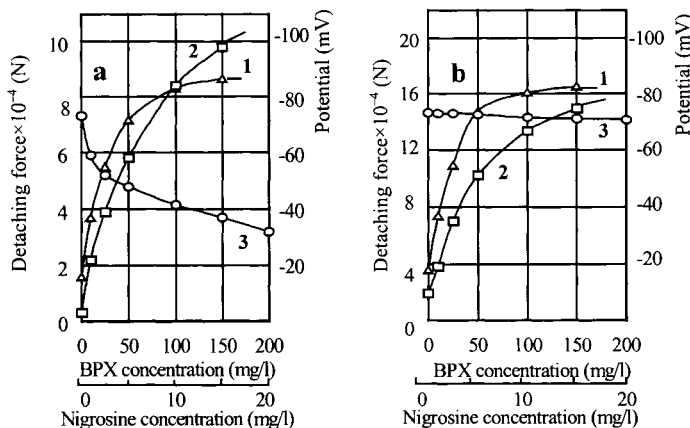 a
10
8
6
4
2
0
Detaching force×10⁻⁴ (N)
-100
-80
-60
-40
-20
Potential (mV)
2
1
3
0 50 100 150 200
BPX concentration (mg/l)
0 10 20
Nigrosine concentration (mg/l)
b
20
16
14
8
4
0
Detaching force×10⁻⁴ (N)
-100
-80
-60
-40
-20
Potential (mV)
1
3
2
0 50 100 150 200
BPX concentration (mg/l)
0 10 20
Nigrosine concentration (mg/l)